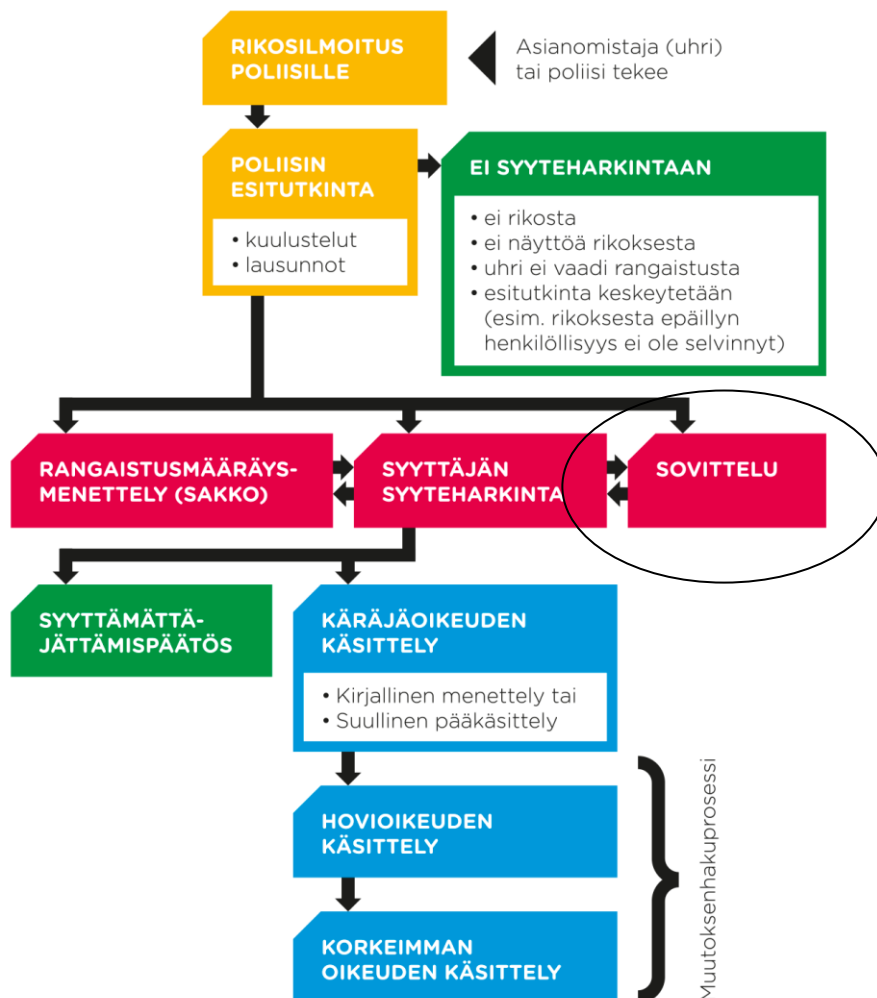 RIKOSILMOITUS
POLIISILLE
Asianomistaja (uhri)
tai poliisi tekee
POLIISIN
ESITUTKINTA
• kuulustelut
• lausunnot
EI SYYTEHARKINTAAN
• ei rikosta
• ei näyttöä rikoksesta
• uhri ei vaadi rangaistusta
• esitutkinta keskeytetään
(esim. rikoksesta epäillyn
henkilöllisyys ei ole selvinnyt)
RANGAISTUSMÄÄRÄYS-
MENETTELY (SAKKO)
SYYTTÄJÄN
SYYTEHARKINTA
SOVITTELU
SYYTTÄMÄTTÄ-
JÄTTÄMISPÄÄTÖS
KÄRÄJÄOIKEUDEN
KÄSITTELY
• Kirjallinen menettely tai
• Suullinen pääkäsittely
HOVIOIKEUDEN
KÄSITTELY
KORKEIMMAN
OIKEUDEN KÄSITTELY
Muutoksenhakuprosessi